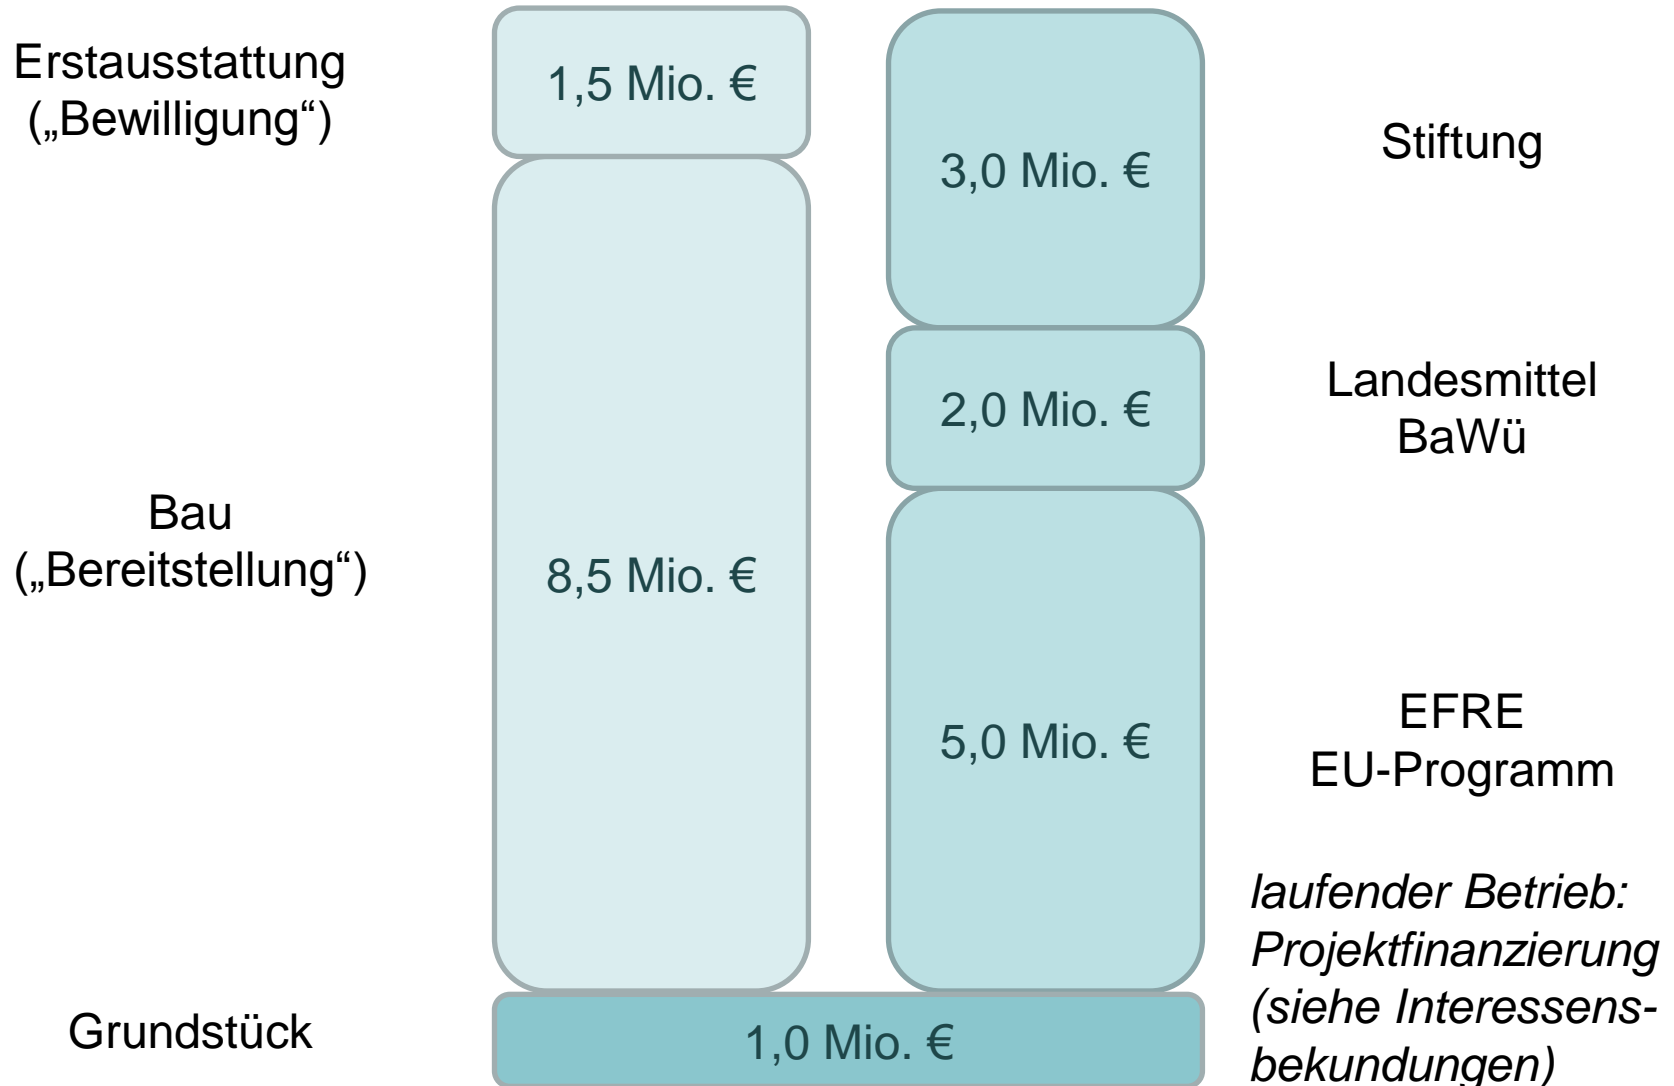 Erstausstattung
(„Bewilligung“)
1,5 Mio. €
3,0 Mio. €
Stiftung
2,0 Mio. €
Landesmittel
BaWü
Bau
(„Bereitstellung“)
8,5 Mio. €
5,0 Mio. €
EFRE
EU-Programm
laufender Betrieb:
Projektfinanzierung
(siehe Interessens-
bekundungen)
Grundstück
1,0 Mio. €